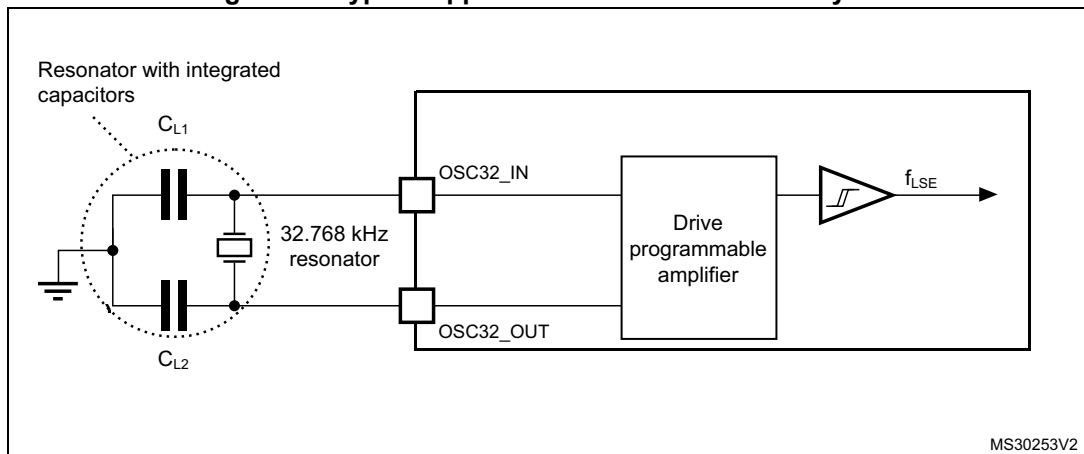 Resonator with integrated
capacitors
CL1
OSC32_IN
fLSE
32.768 kHz
resonator
Drive
programmable
amplifier
OSC32_OUT
CL2
MS30253V2